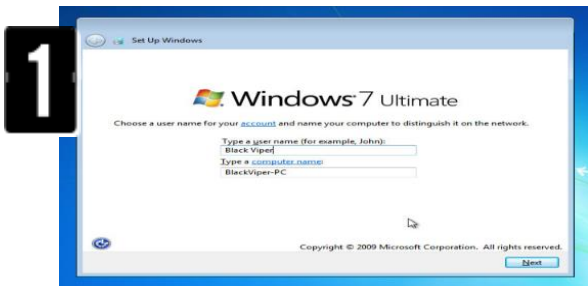 1
Set Up Windows
Windows 7 Ultimate
Choose a user name for your account and name your computer to distinguish it on the network.
Type a user name (for example, John):
Black Viper
Type a computer name:
BlackViper-PC
Copyright © 2009 Microsoft Corporation. All rights reserved.
Next